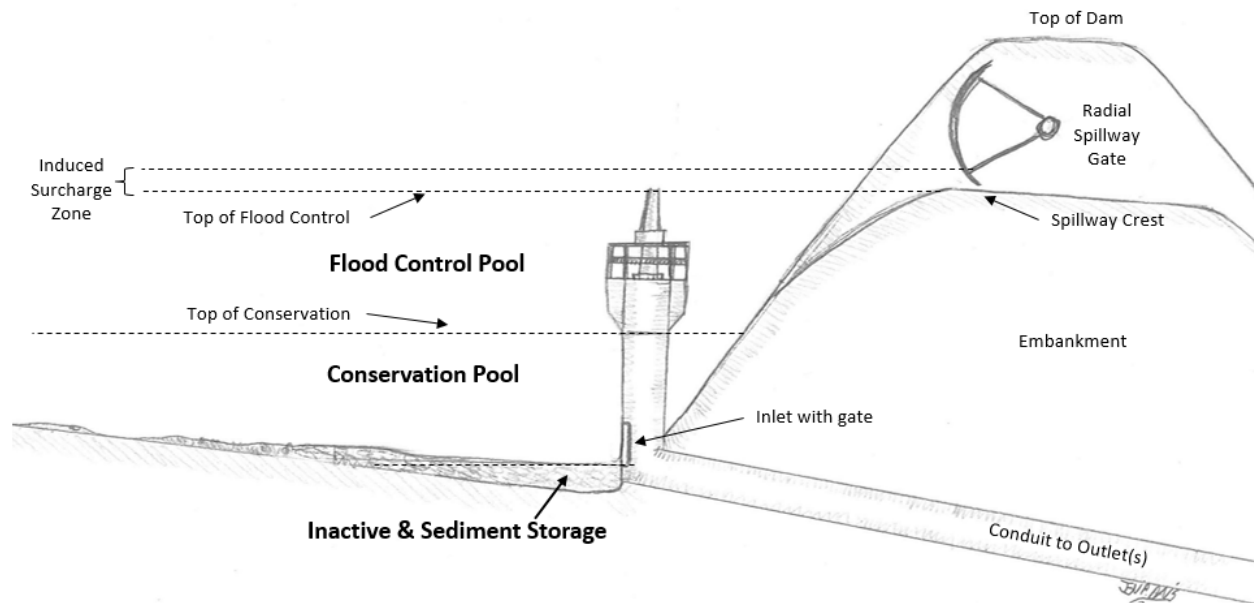 Top of Dam
Radial
Spillway
Gate
Induced
Surcharge
Zone
Top of Flood Control
Spillway Crest
Flood Control Pool
Top of Conservation
Embankment
Conservation Pool
Inlet with gate
Inactive & Sediment Storage
Conduit to Outlet(s)